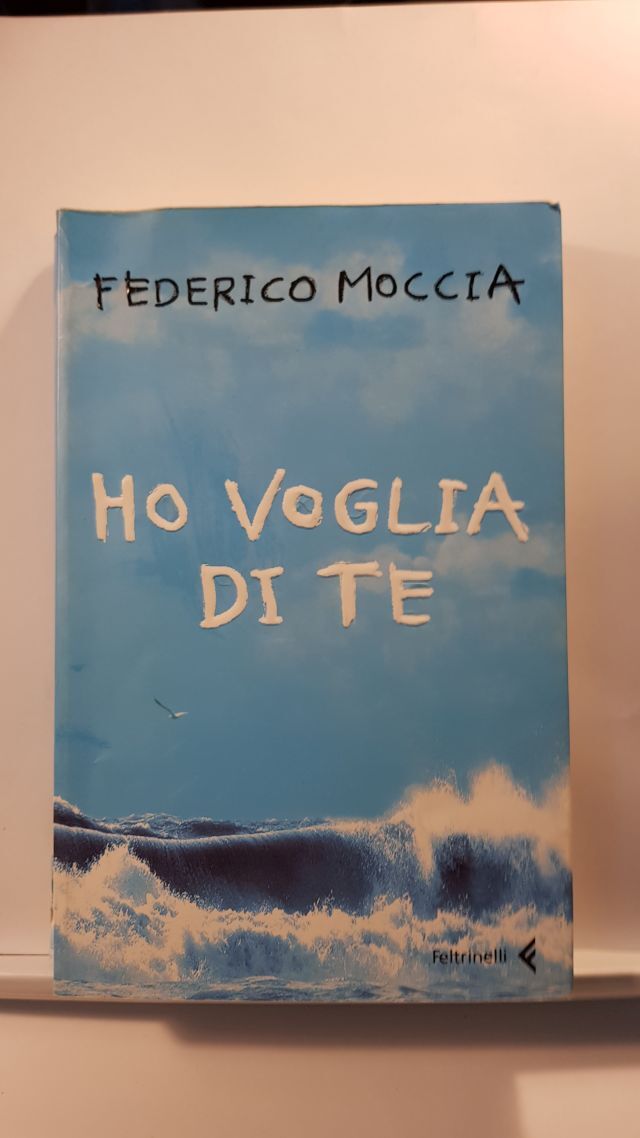 FEDERICO MOCCIA
HO VOGLIA
DI TE
Feltrinelli